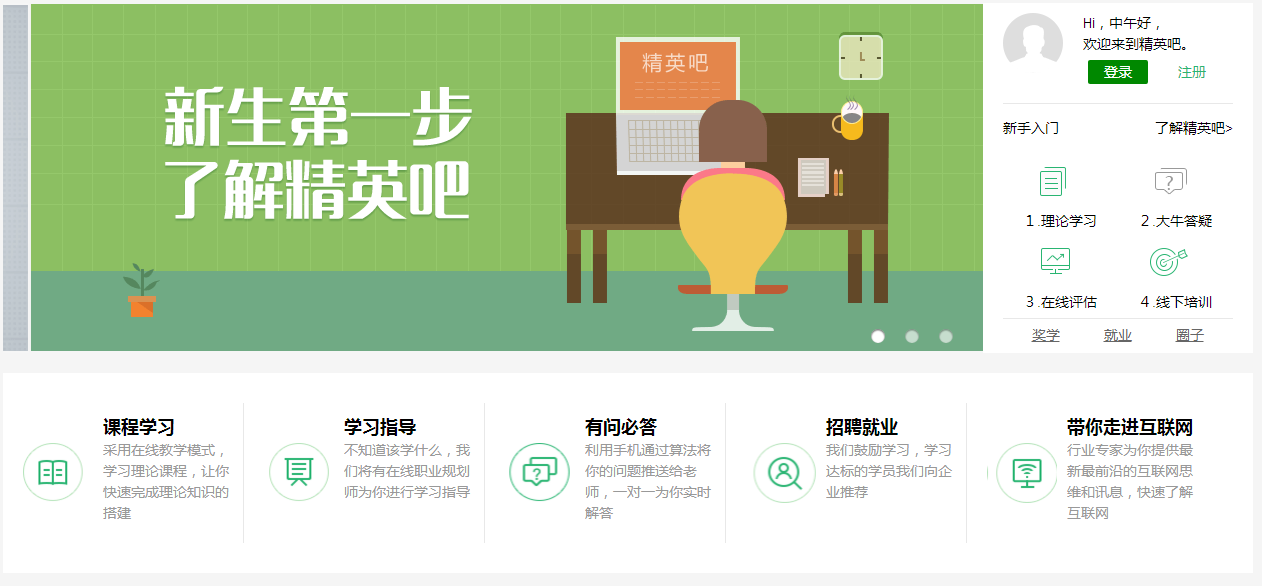 新生第一步
了解精英吧
精英吧
L
Hi，中午好，
欢迎来到精英吧。
登录
注册
新手入门
了解精英吧>
1 .理论学习
2 .大牛答疑
3 .在线评估
4 .线下培训
奖学
就业
圈子
课程学习
采用在线教学模式，
学习理论课程，让你
快速完成理论知识的
搭建
学习指导
不知道该学什么，我
们将有在线职业规划
师为你进行学习指导
有问必答
利用手机通过算法将
你的问题推送给老
师，一对一为你实时
解答
招聘就业
我们鼓励学习，学习
达标的学员我们向企
业推荐
带你走进互联网
行业专家为你提供最
新最前沿的互联网思
维和讯息，快速了解
互联网